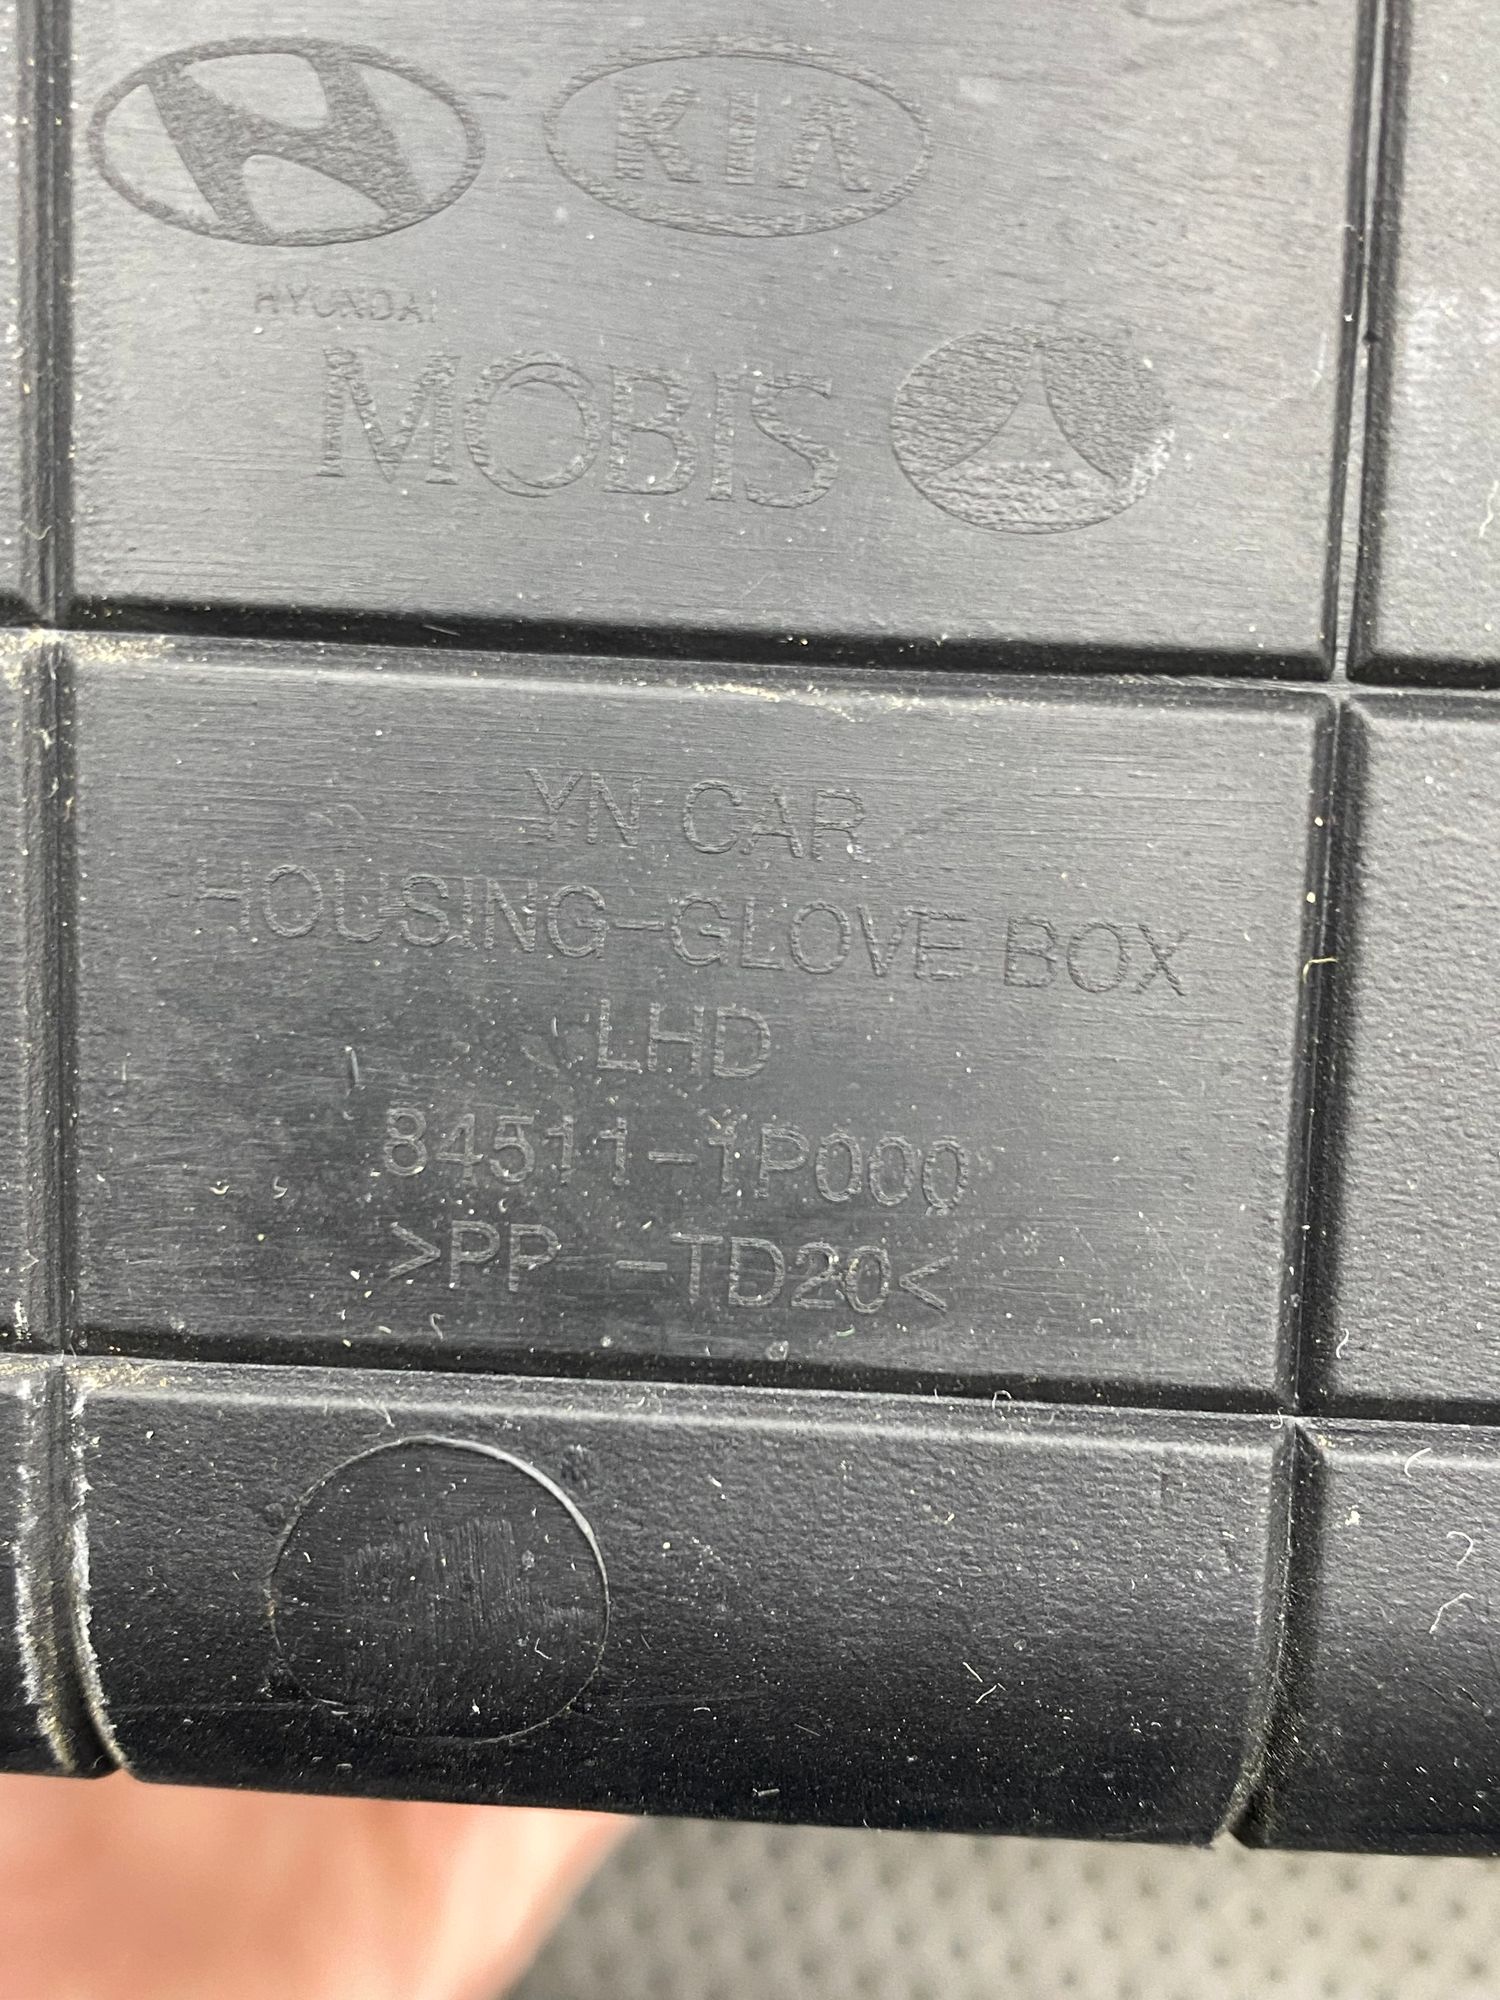 KIA
HYUNDAI
MOBIS
YN CAR
HOUSING-GLOVE BOX
LHD
84511-1P000
>PP -TD20<